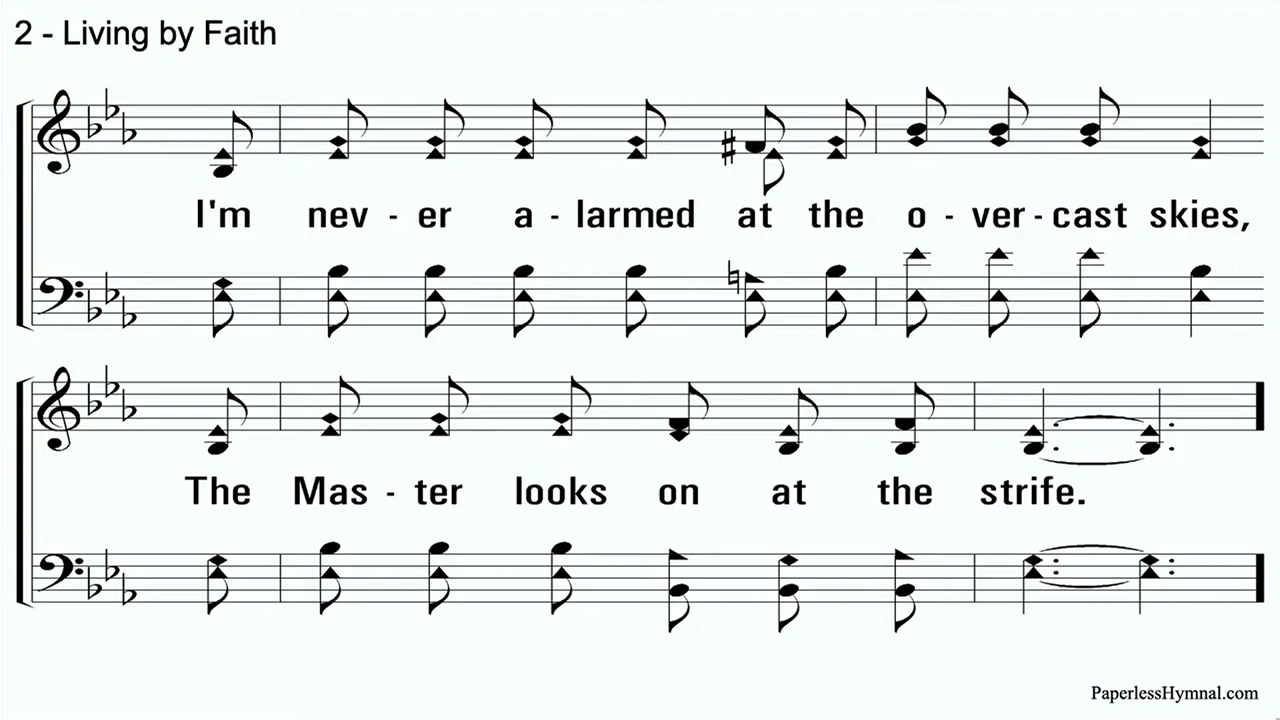 2 - Living by Faith
I'm nev - er a - larmed at the o - ver - cast skies,
The Mas - ter looks on at the strife.
PaperlessHymnal.com